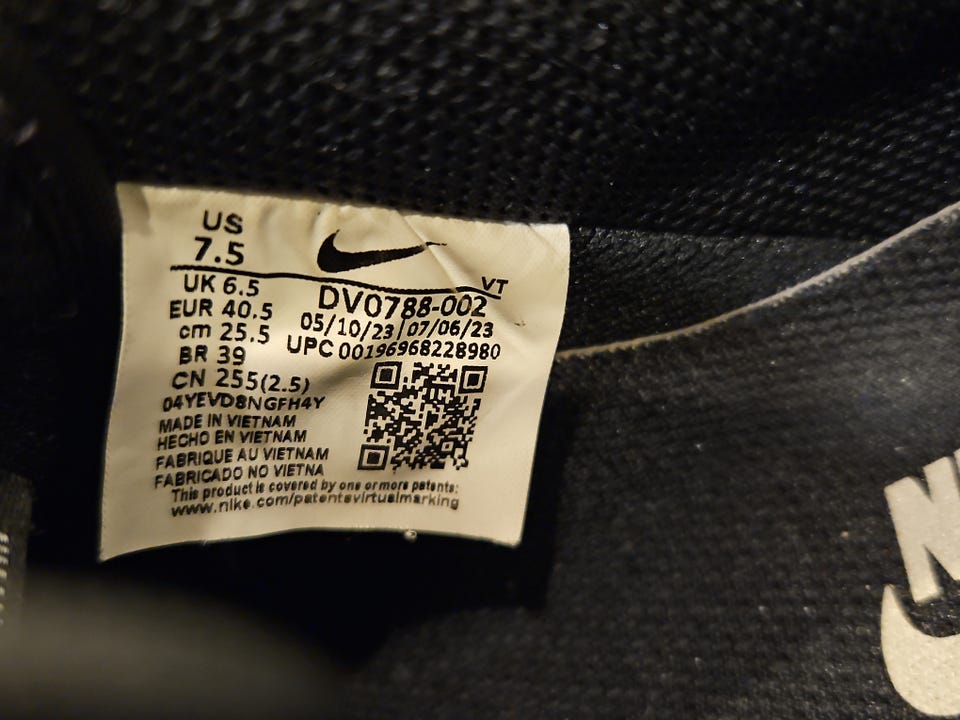 US
7.5
VT
UK 6.5
DV0788-002
EUR 40.5
05/10/23 07/06/23
cm 25.5
UPC 00196968228980
BR 39
CN 255(2.5)
04YEVD8NGFH4Y
MADE IN VIETNAM
HECHO EN VIETNAM
FABRIQUE AU VIETNAM
FABRICADO NO VIETNA
This product is covered by one or more patents:
www.nike.com/patentsvirtualmarking